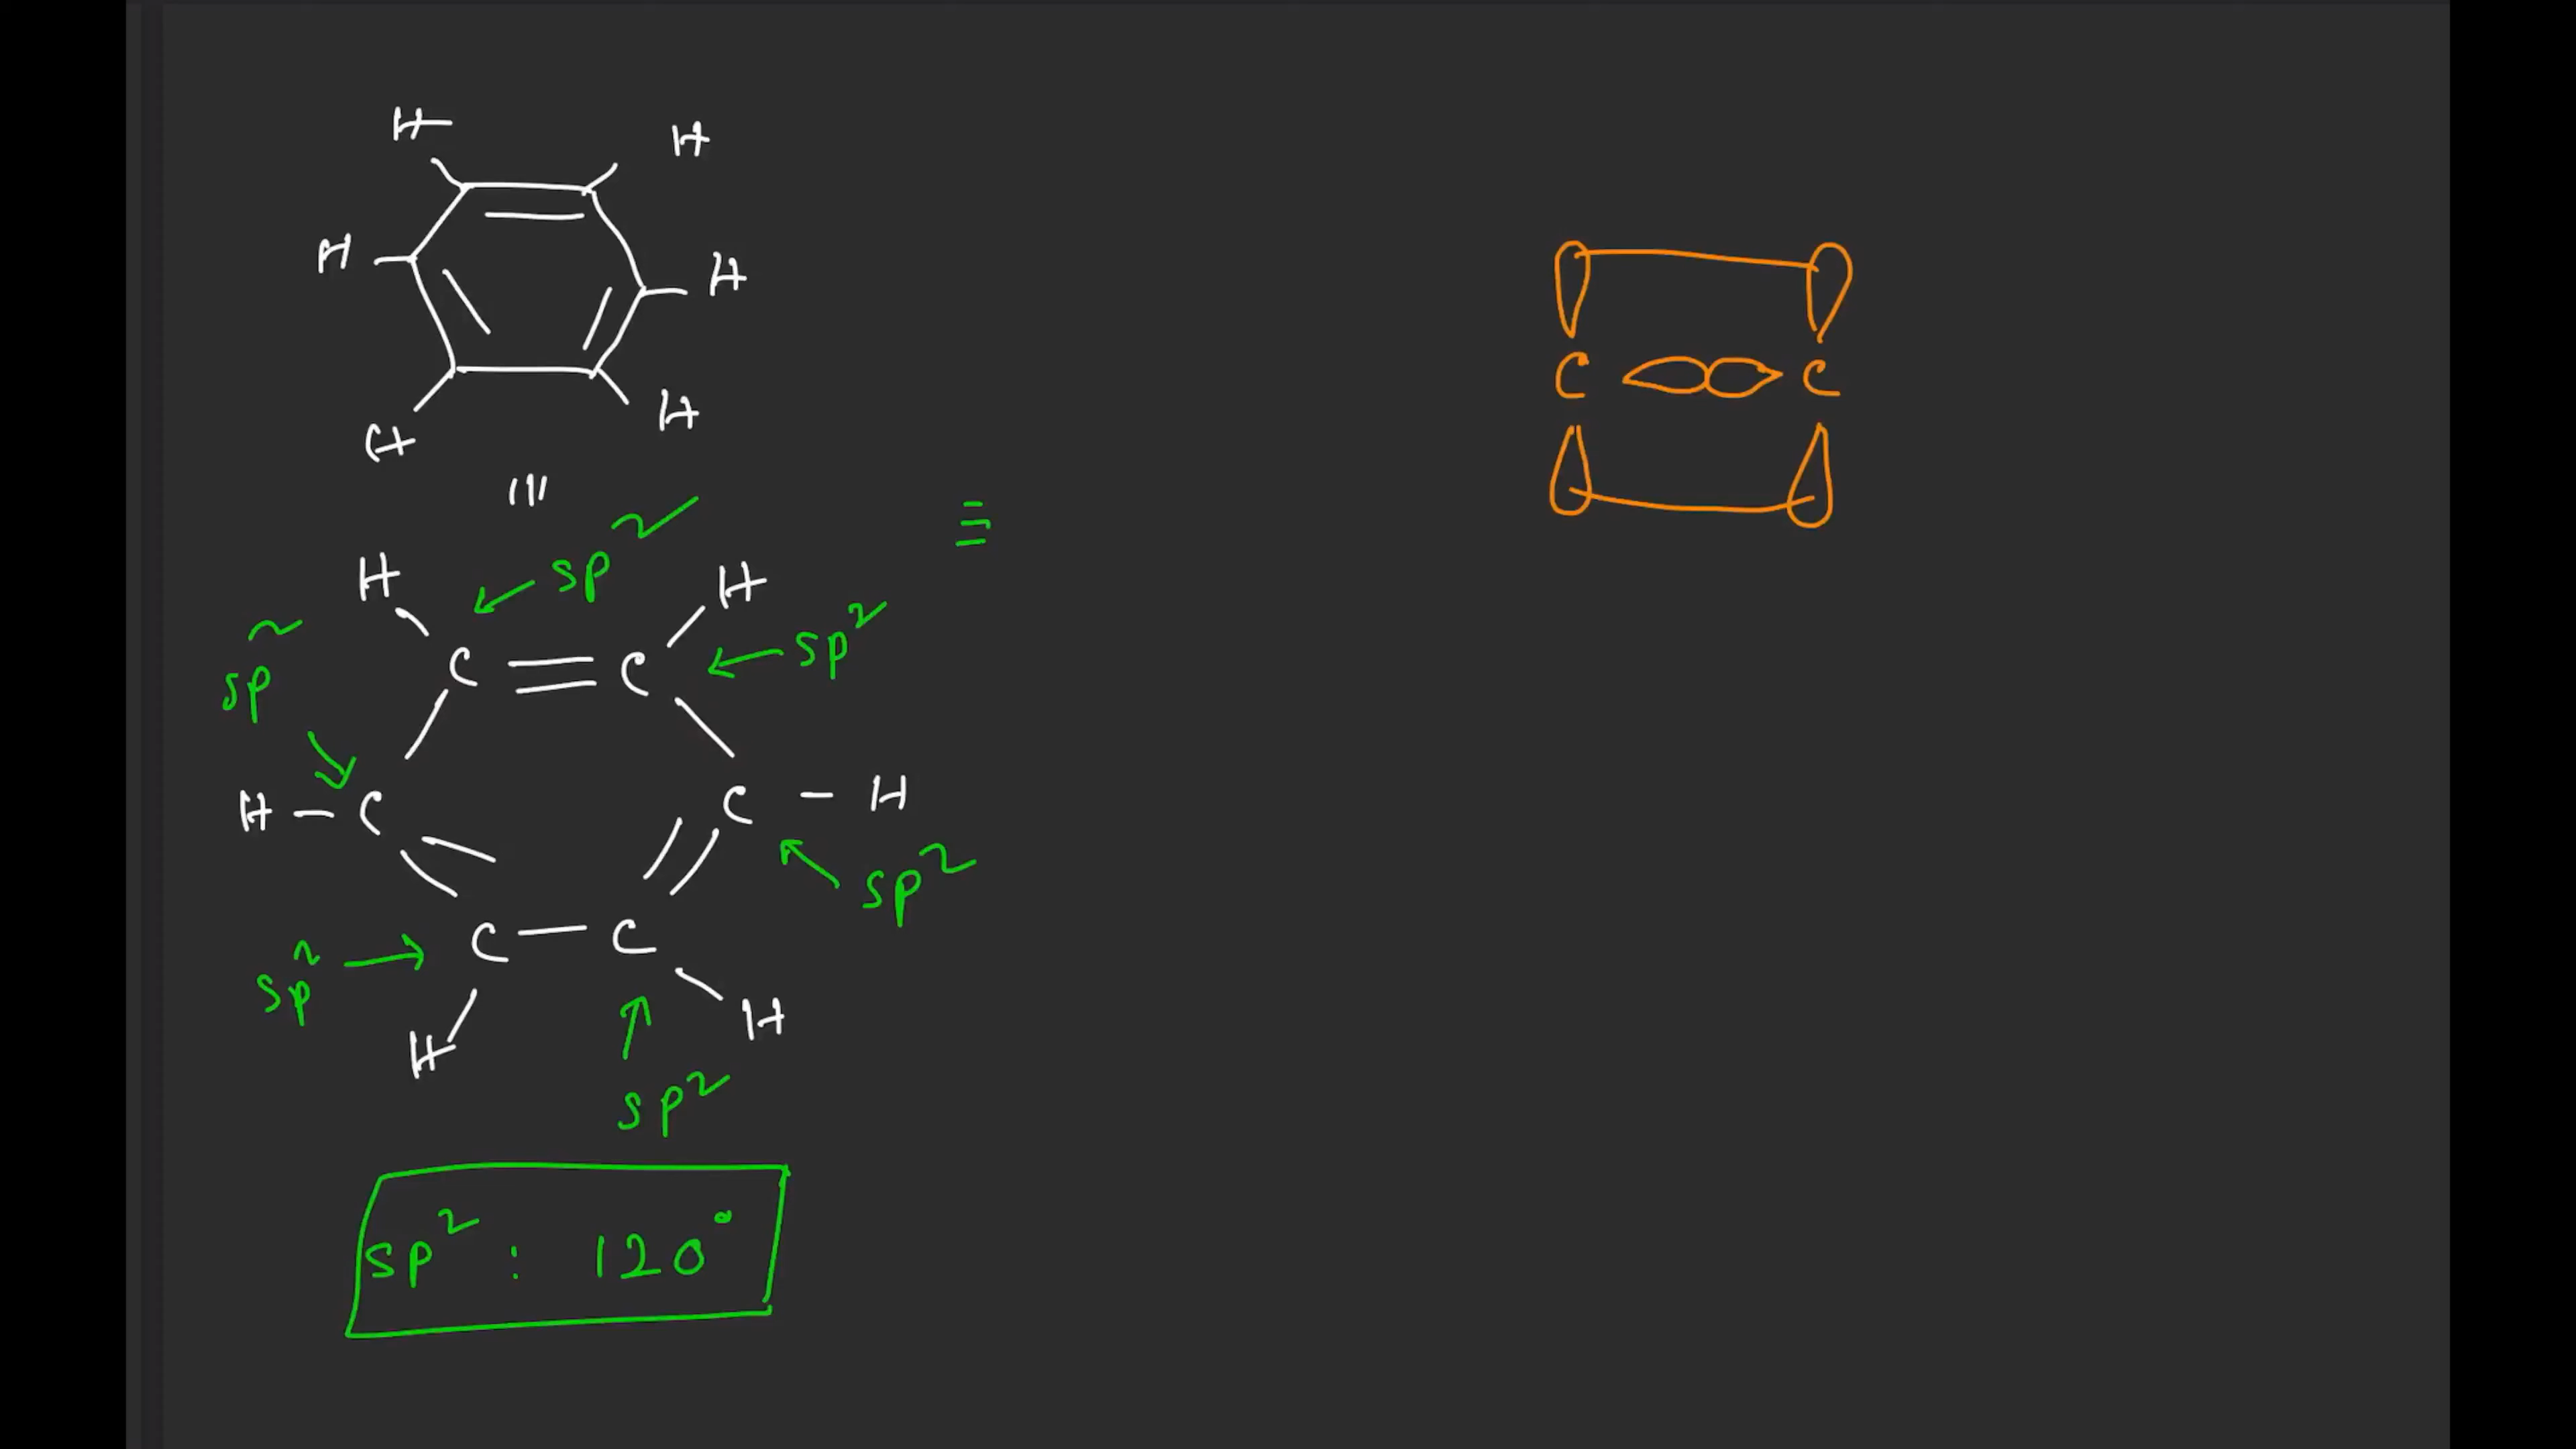 H H
H H
H H
≡
H sp² H
sp² sp²
C = C
≡
H - C C - H
sp²
sp² C - C
H H
sp²
sp² : 120°
C C